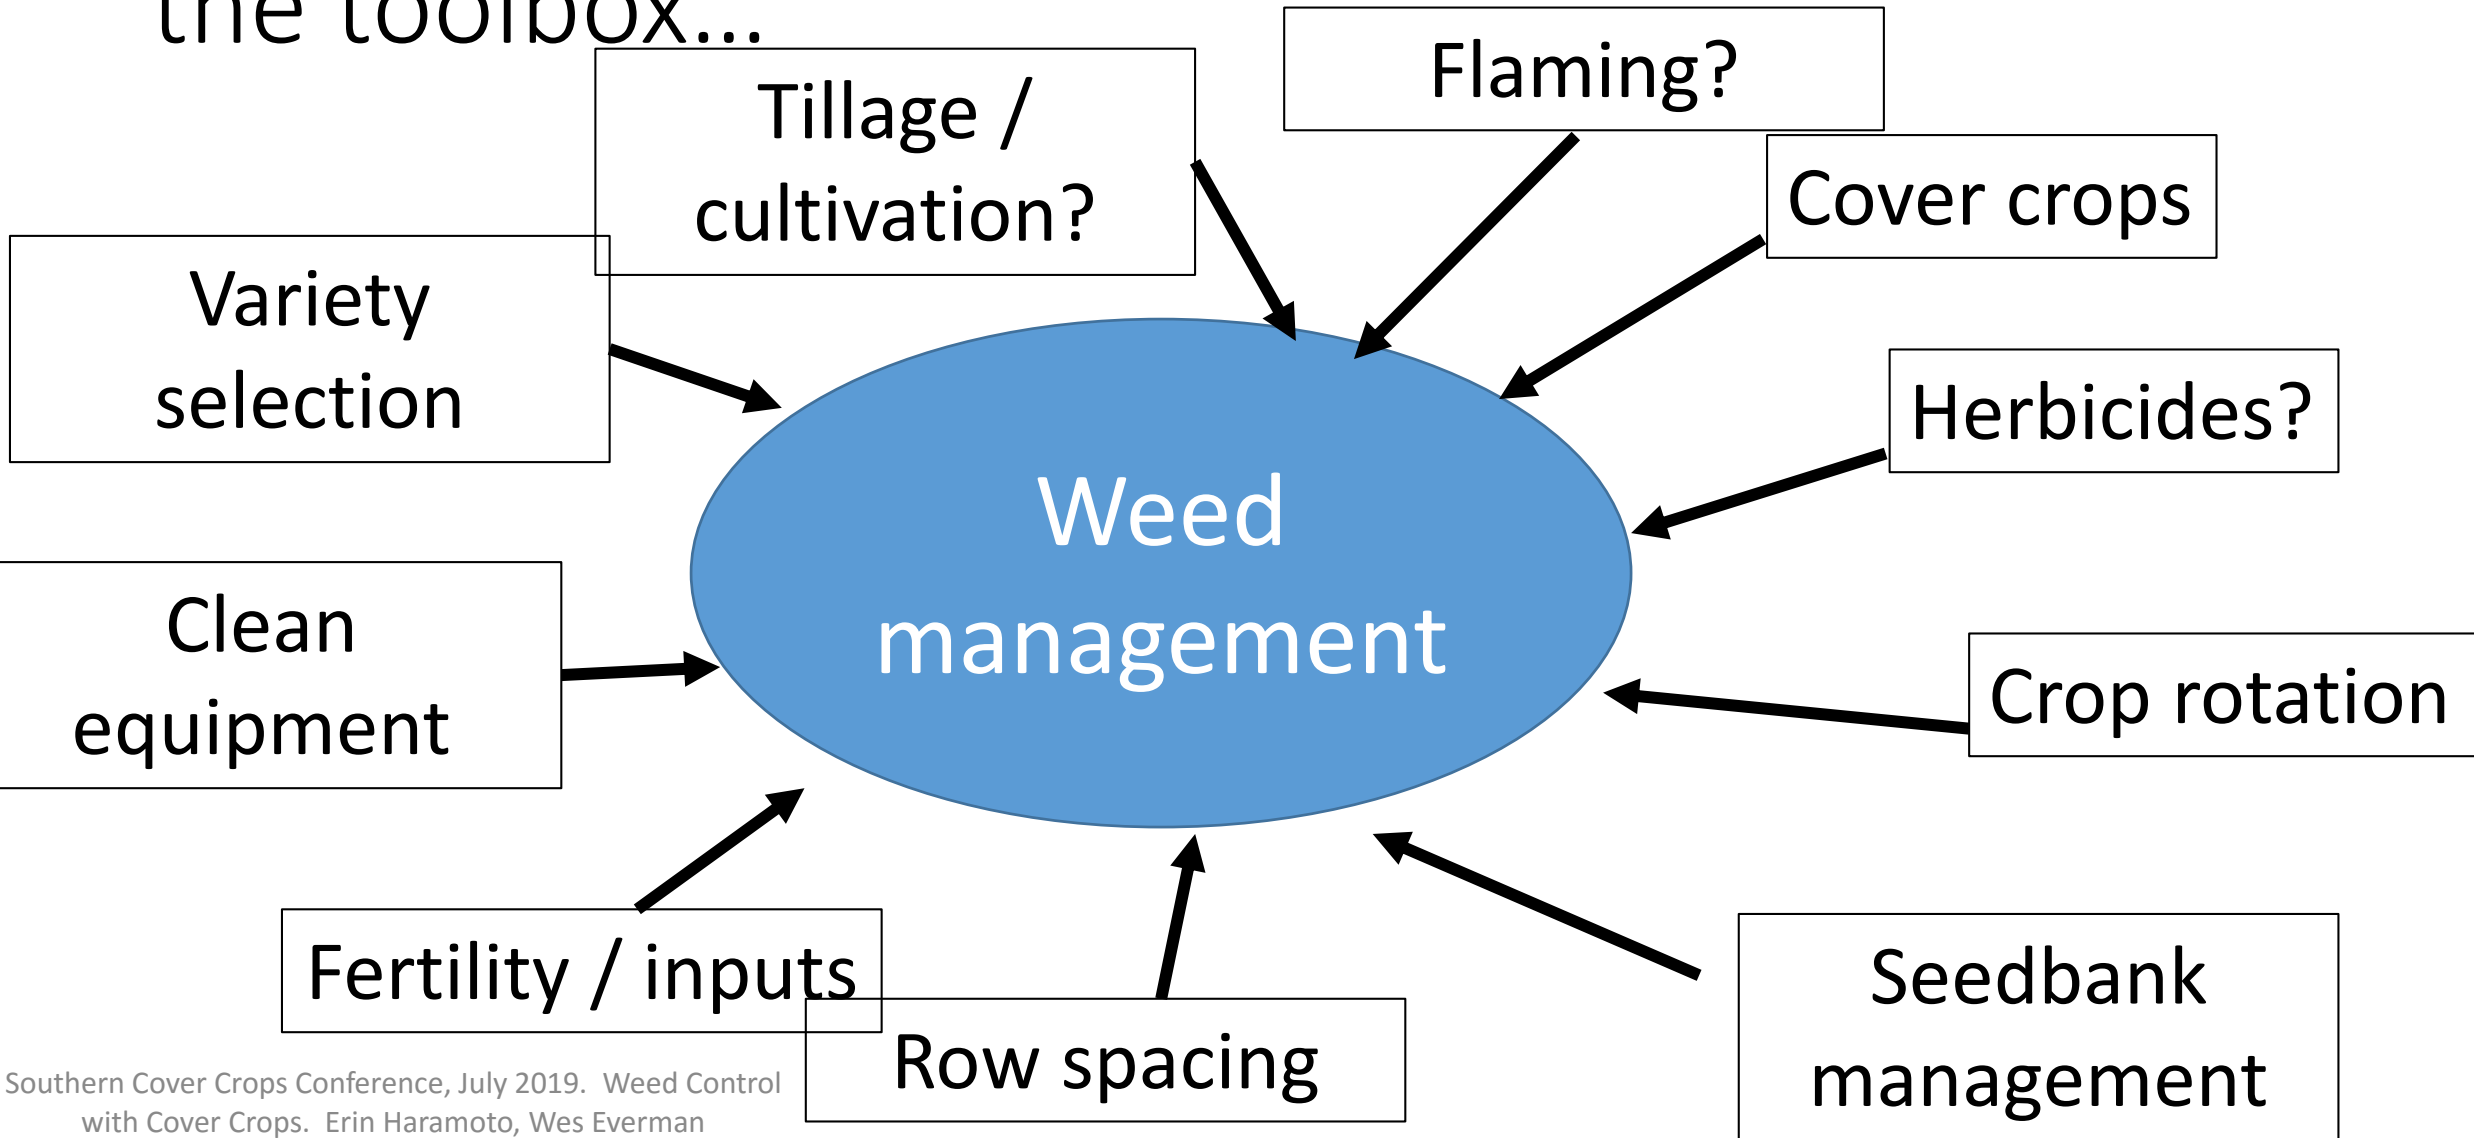 the toolbox...
Flaming?
Tillage /
cultivation?
Cover crops
Variety
selection
Herbicides?
Weed
management
Clean
equipment
Crop rotation
Fertility / inputs
Row spacing
Seedbank
management
Southern Cover Crops Conference, July 2019. Weed Control
with Cover Crops. Erin Haramoto, Wes Everman